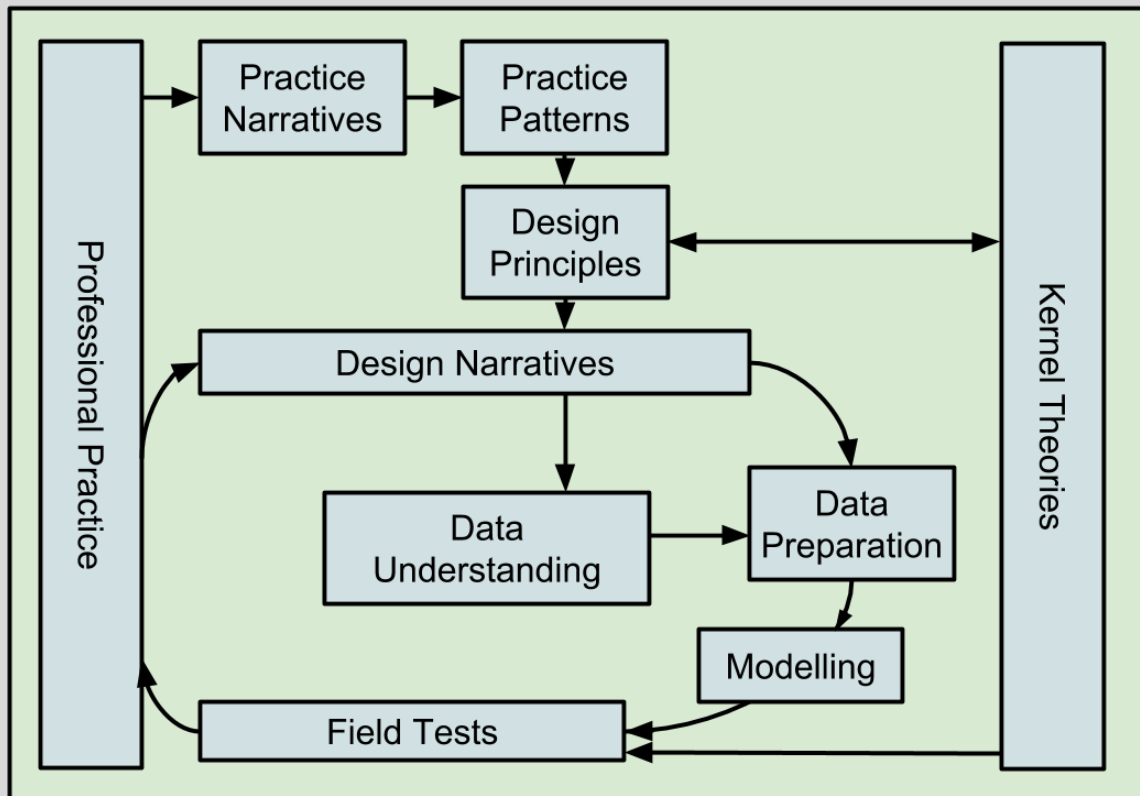 Professional Practice
Practice
Narratives
Practice
Patterns
Design
Principles
Kernel Theories
Design Narratives
Data
Understanding
Data
Preparation
Modelling
Field Tests